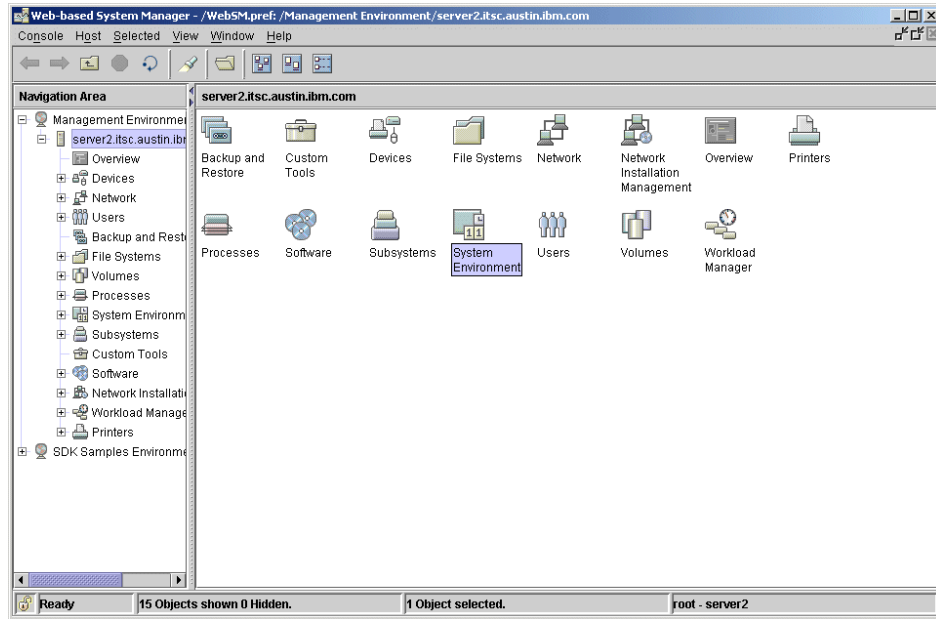 Web-based System Manager - /WebSM.pref: /Management Environment/server2.itsc.austin.ibm.com
Console Host Selected View Window Help
Navigation Area
server2.itsc.austin.ibm.com
Management Environmen
server2.itsc.austin.ibr
Overview
Devices
Network
Users
Backup and Resto
File Systems
Volumes
Processes
System Environm
Subsystems
Custom Tools
Software
Network Installatio
Workload Manage
Printers
SDK Samples Environme
Backup and Restore
Custom Tools
Devices
File Systems
Network
Network Installation Management
Overview
Printers
Processes
Software
Subsystems
System Environment
Users
Volumes
Workload Manager
Ready
15 Objects shown 0 Hidden.
1 Object selected.
root - server2